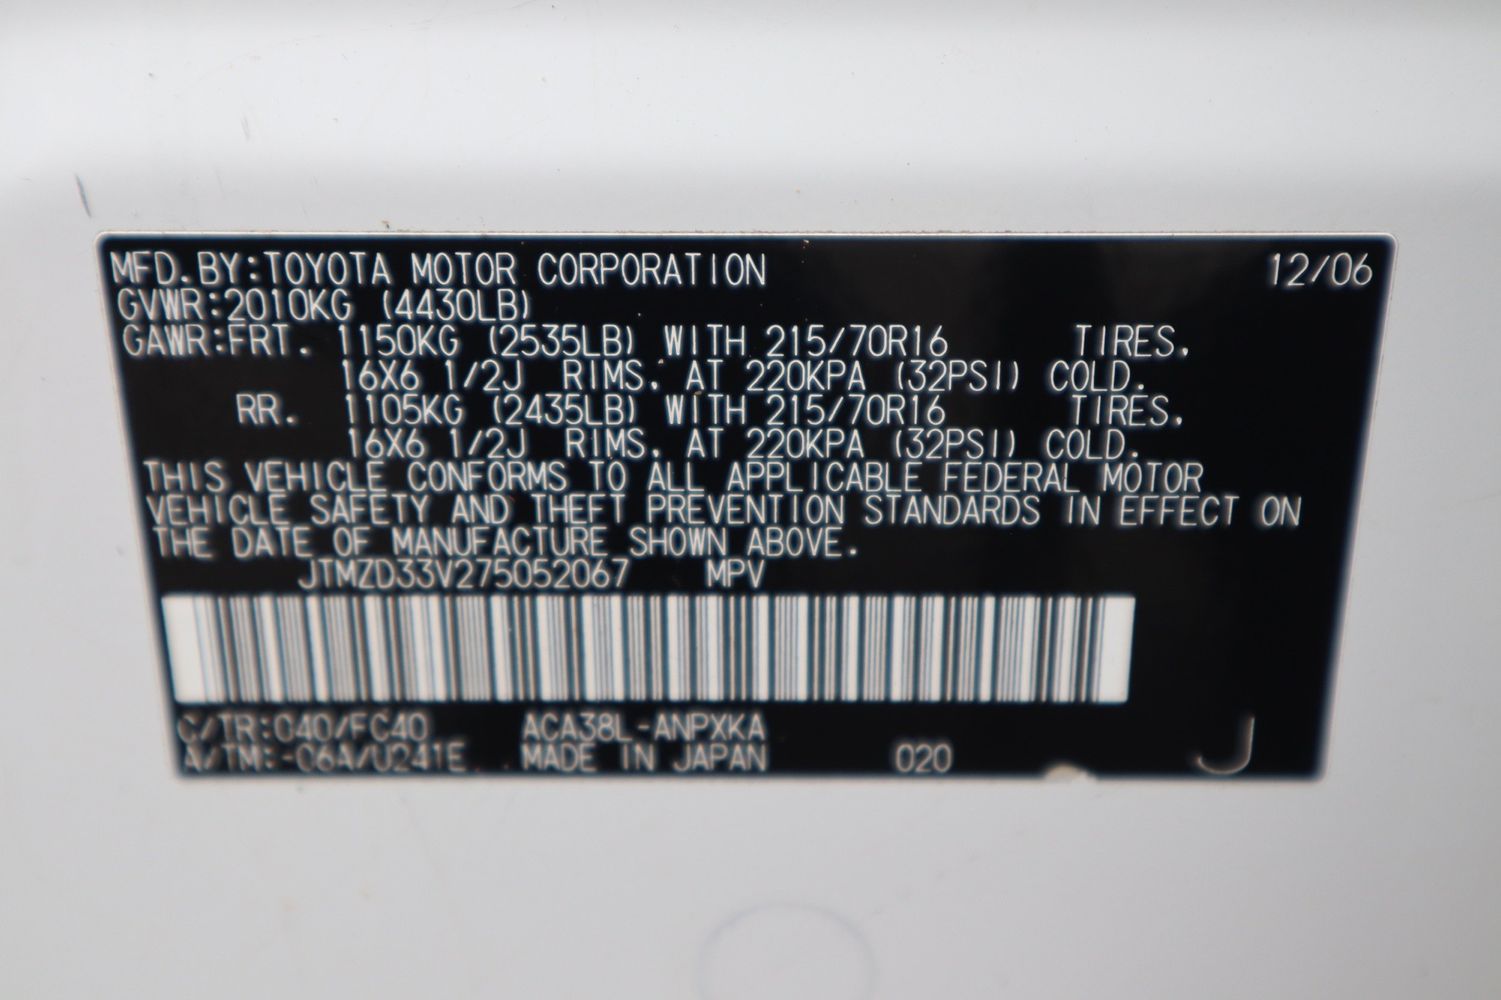 MFD.BY:TOYOTA MOTOR CORPORATION 12/06
GVWR:2010KG (4430LB)
GAWR:FRT. 1150KG (2535LB) WITH 215/70R16 TIRES,
16X6 1/2J RIMS, AT 220KPA (32PSI) COLD.
RR. 1105KG (2435LB) WITH 215/70R16 TIRES,
16X6 1/2J RIMS, AT 220KPA (32PSI) COLD.
THIS VEHICLE CONFORMS TO ALL APPLICABLE FEDERAL MOTOR
VEHICLE SAFETY AND THEFT PREVENTION STANDARDS IN EFFECT ON
THE DATE OF MANUFACTURE SHOWN ABOVE.
JTMZD33V275052067 MPV
C/TR:040/FC40 ACA38L-ANPXKA
A/TM:-06A/U241E MADE IN JAPAN 020 J